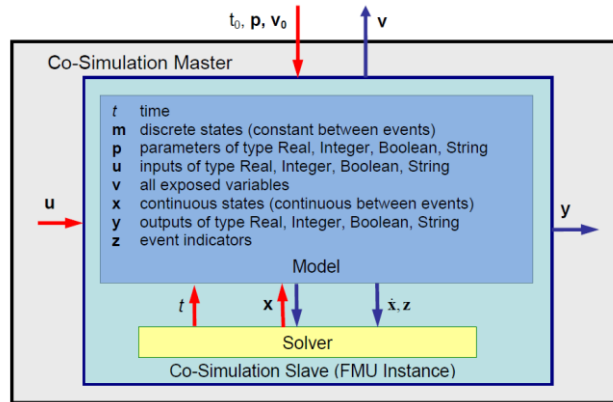 t₀, p, v₀
v
Co-Simulation Master
t time
m discrete states (constant between events)
p parameters of type Real, Integer, Boolean, String
u inputs of type Real, Integer, Boolean, String
v all exposed variables
x continuous states (continuous between events)
y outputs of type Real, Integer, Boolean, String
z event indicators
Model
u
y
t
x
ẋ, z
Solver
Co-Simulation Slave (FMU Instance)